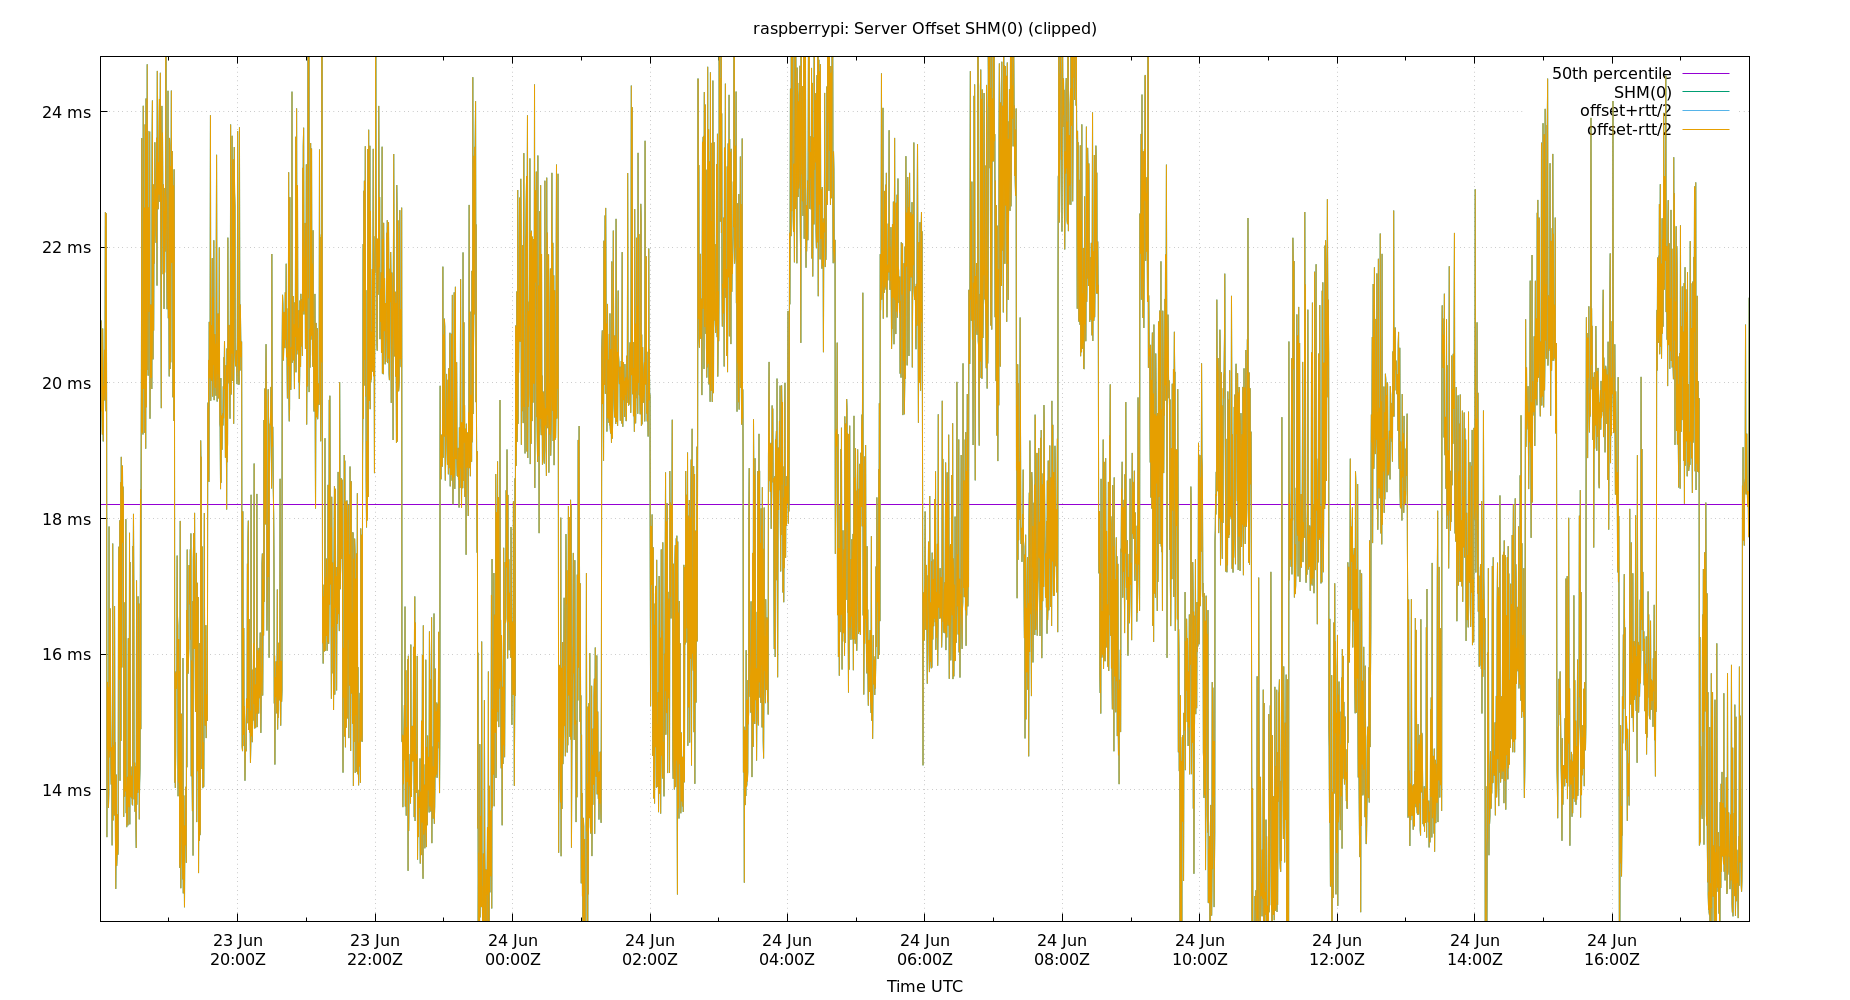 raspberrypi: Server Offset SHM(0) (clipped)
50th percentile
SHM(0)
offset+rtt/2
offset-rtt/2
24 ms
22 ms
20 ms
18 ms
16 ms
14 ms
23 Jun 23 Jun 24 Jun 24 Jun 24 Jun 24 Jun 24 Jun 24 Jun 24 Jun 24 Jun 24 Jun
20:00Z 22:00Z 00:00Z 02:00Z 04:00Z 06:00Z 08:00Z 10:00Z 12:00Z 14:00Z 16:00Z
Time UTC